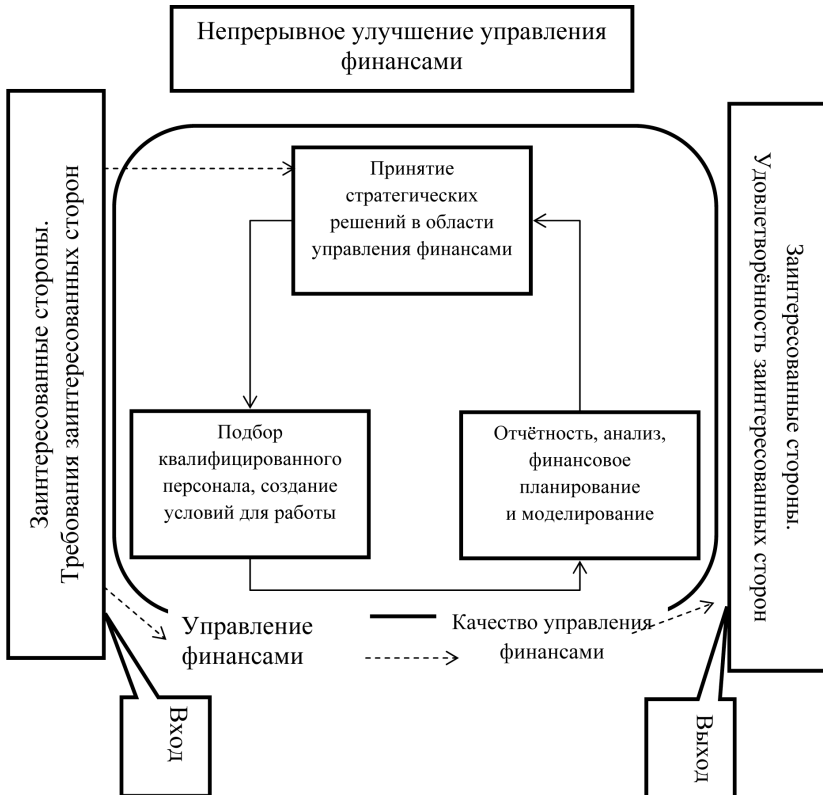 Непрерывное улучшение управления
финансами
Заинтересованные стороны.
Требования заинтересованных сторон
Принятие
стратегических
решений в области
управления финансами
Подбор
квалифицированного
персонала, создание
условий для работы
Отчётность, анализ,
финансовое
планирование
и моделирование
Заинтересованные стороны.
Удовлетворённость заинтересованных сторон
Управление
финансами
Качество управления
финансами
Вход
Выход